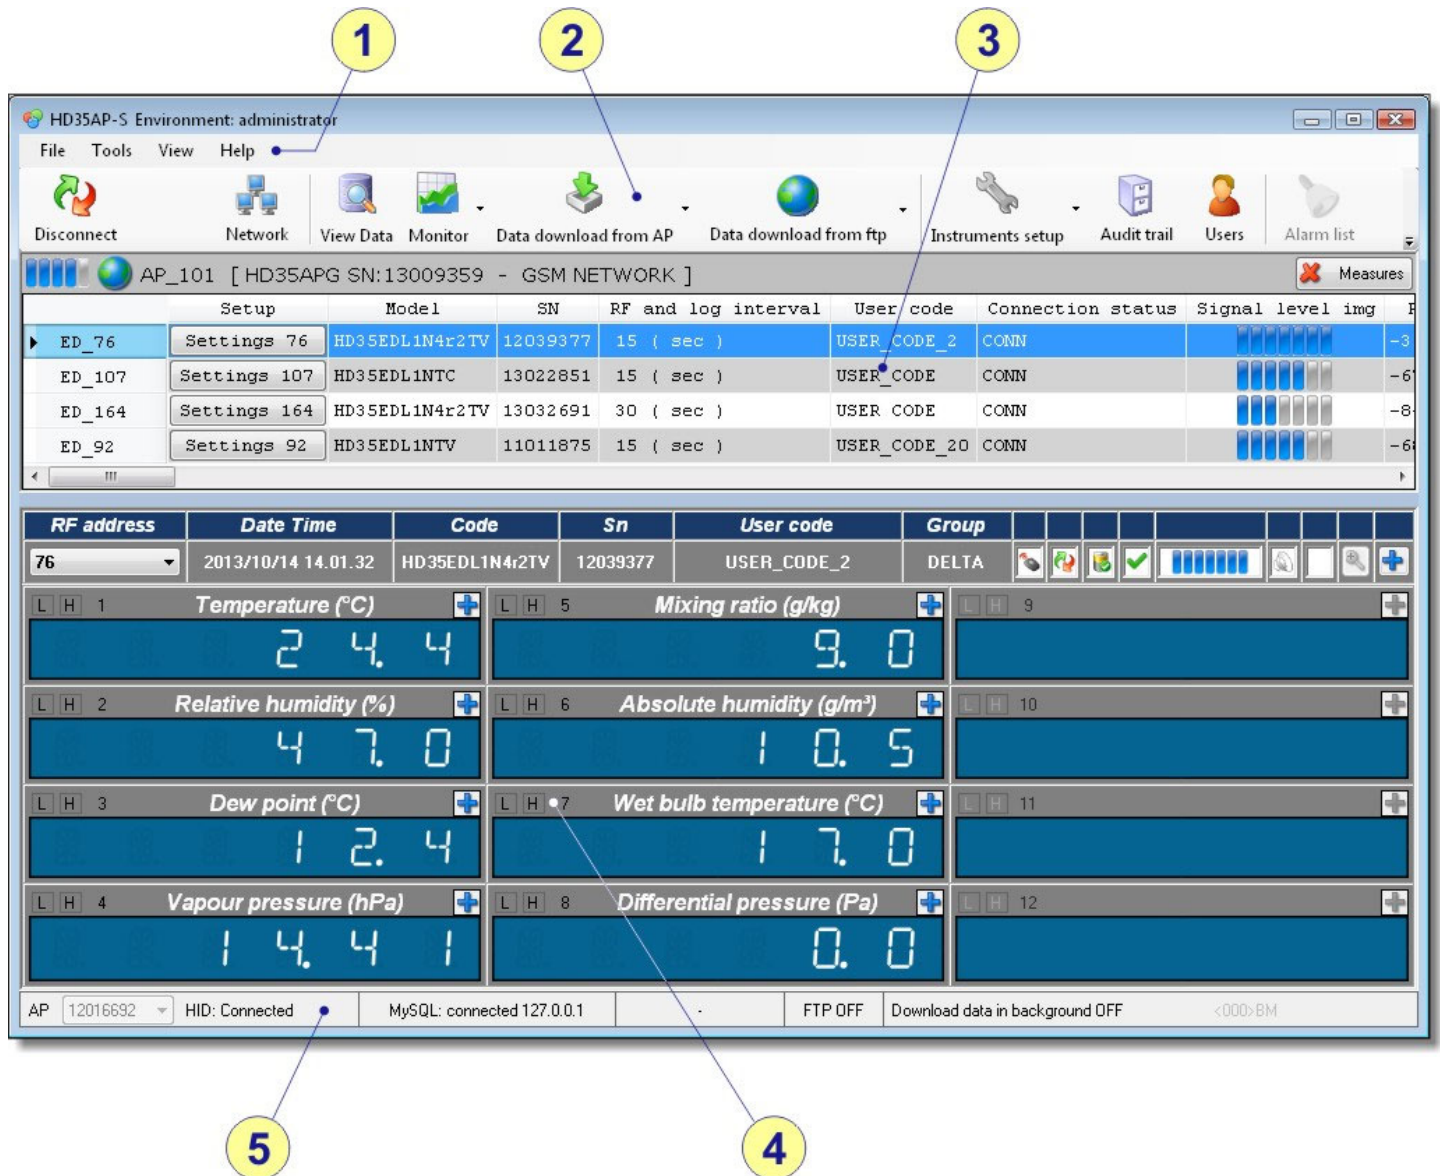 1 2 3
HD35AP-S Environment: administrator
File Tools View Help
Disconnect Network View Data Monitor Data download from AP Data download from ftp Instruments setup Audit trail Users Alarm list
AP_101 [ HD35APG SN:13009359 - GSM NETWORK ] Measures
Setup Model SN RF and log interval User code Connection status Signal level img
ED_76 Settings 76 HD35EDL1N4r2TV 12039377 15 ( sec ) USER_CODE_2 CONN -3
ED_107 Settings 107 HD35EDL1NTC 13022851 15 ( sec ) USER_CODE CONN -6
ED_164 Settings 164 HD35EDL1N4r2TV 13032691 30 ( sec ) USER CODE CONN -8
ED_92 Settings 92 HD35EDL1NTV 11011875 15 ( sec ) USER_CODE_20 CONN -6
RF address Date Time Code Sn User code Group
76 2013/10/14 14.01.32 HD35EDL1N4r2TV 12039377 USER_CODE_2 DELTA
L H 1 Temperature (°C) L H 5 Mixing ratio (g/kg) L H 9
24.4 9.0
L H 2 Relative humidity (%) L H 6 Absolute humidity (g/m³) L H 10
47.0 10.5
L H 3 Dew point (°C) L H 7 Wet bulb temperature (°C) L H 11
12.4 17.0
L H 4 Vapour pressure (hPa) L H 8 Differential pressure (Pa) L H 12
14.41 0.0
AP 12016692 HID: Connected MySQL: connected 127.0.0.1 - FTP OFF Download data in background OFF <000>BM
5 4